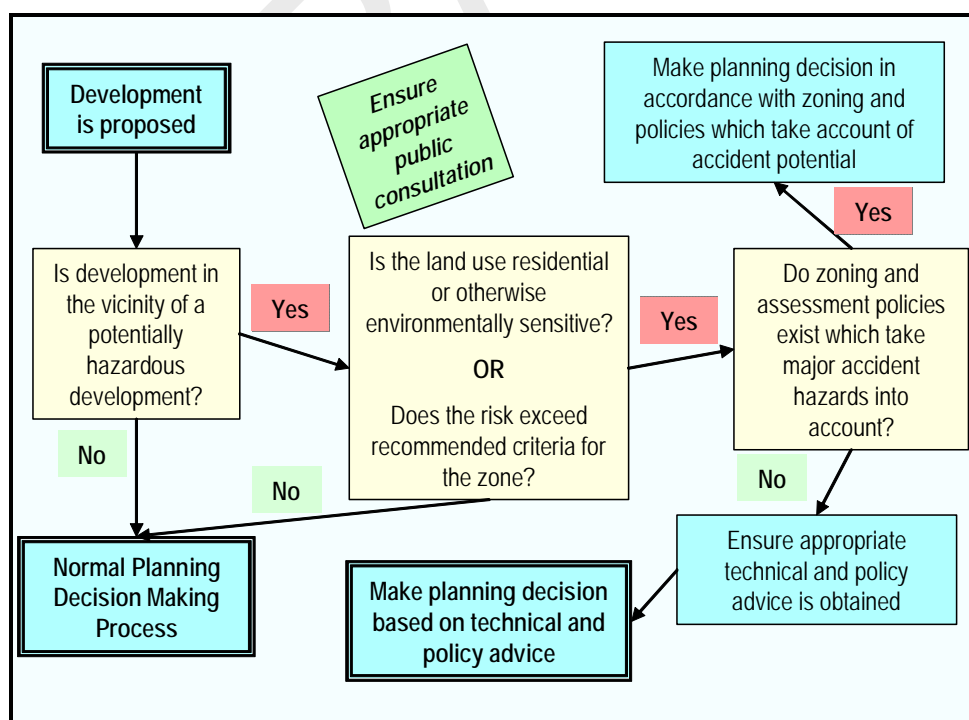 Development
is proposed
Ensure
appropriate
public
consultation
Make planning decision in
accordance with zoning and
policies which take account of
accident potential
Yes
Is development in
the vicinity of a
potentially
hazardous
development?
Yes
Is the land use residential
or otherwise
environmentally sensitive?
OR
Does the risk exceed
recommended criteria for
the zone?
Yes
Do zoning and
assessment policies
exist which take
major accident
hazards into
account?
No
No
No
Normal Planning
Decision Making
Process
Make planning decision
based on technical and
policy advice
Ensure appropriate
technical and policy
advice is obtained